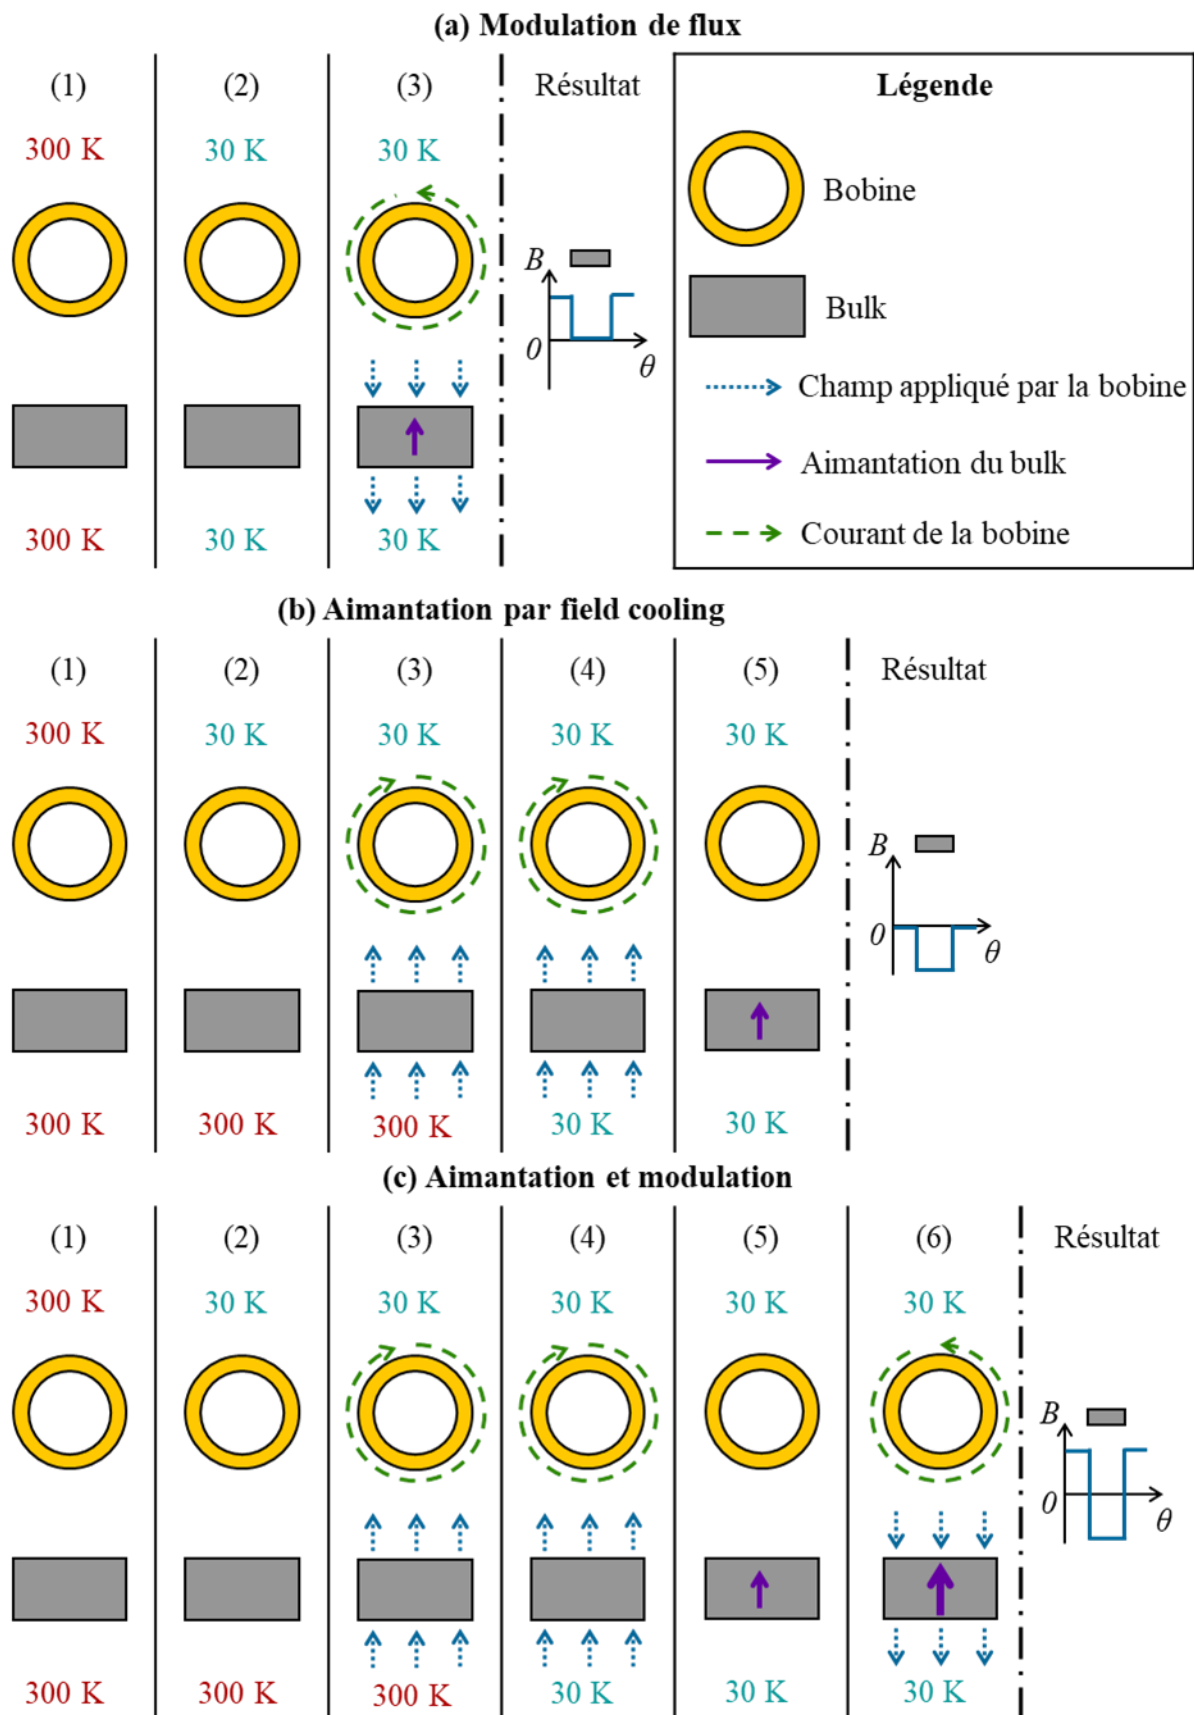 (a) Modulation de flux
(1) (2) (3) Résultat Légende
300 K 30 K 30 K
Bobine
B
0
θ
Bulk
Champ appliqué par la bobine
Aimantation du bulk
Courant de la bobine
300 K 30 K 30 K
(b) Aimantation par field cooling
(1) (2) (3) (4) (5) Résultat
300 K 30 K 30 K 30 K 30 K
B
0
θ
300 K 300 K 300 K 30 K 30 K
(c) Aimantation et modulation
(1) (2) (3) (4) (5) (6) Résultat
300 K 30 K 30 K 30 K 30 K 30 K
B
0
θ
300 K 300 K 300 K 30 K 30 K 30 K